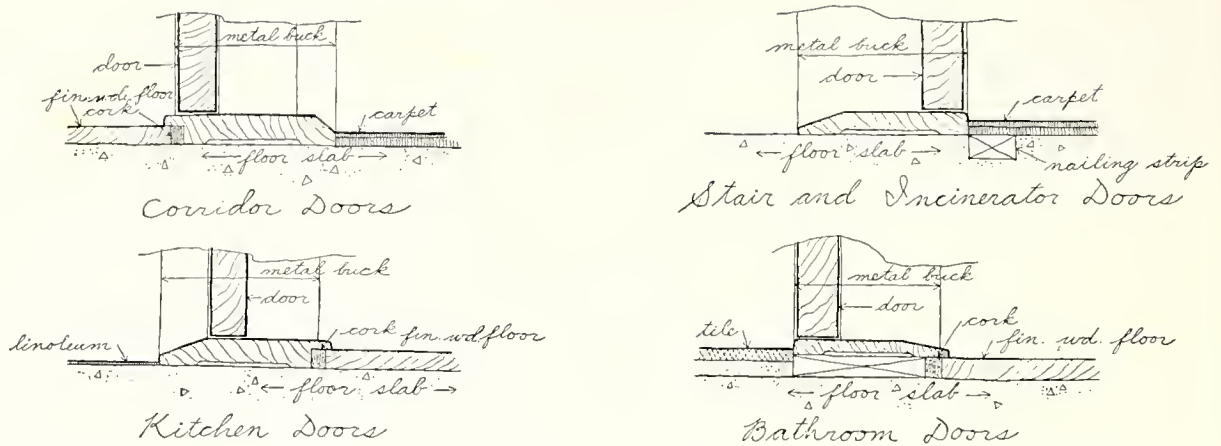 metal buck
door
fin. wd. floor
cork
carpet
floor slab
Corridor Doors
metal buck
door
carpet
floor slab
nailing strip
Stair and Incinerator Doors
metal buck
door
cork
fin. wd. floor
linoleum
floor slab
Kitchen Doors
metal buck
door
tile
cork
fin. wd. floor
floor slab
Bathroom Doors